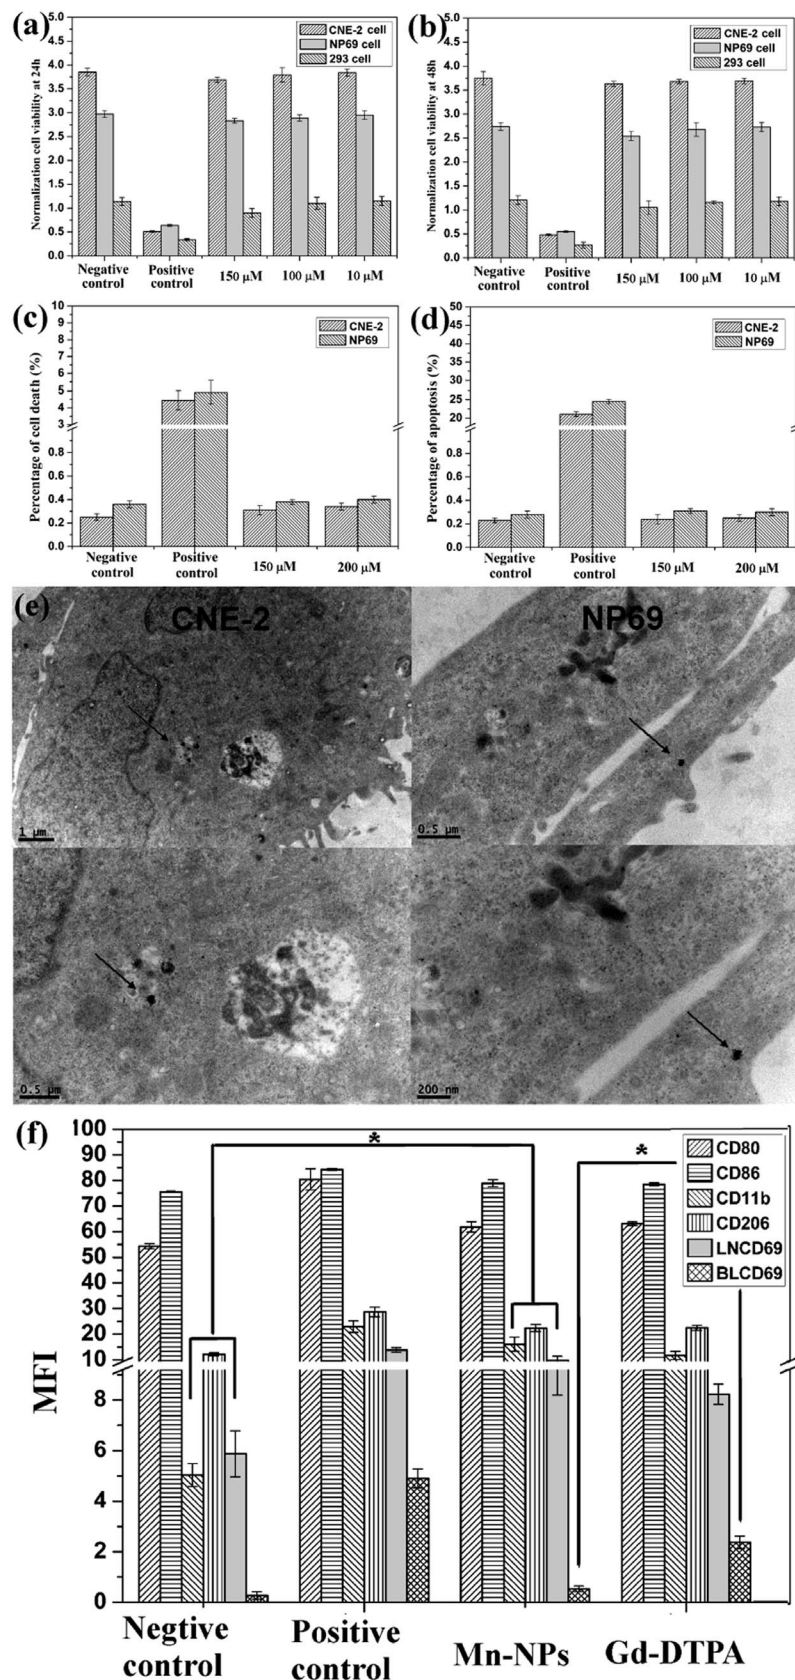 (a)
CNE-2 cell
NP69 cell
293 cell
Normalization cell viability at 24h
5.0
4.5
4.0
3.5
3.0
2.5
2.0
1.5
1.0
0.5
0.0
Negative control
Positive control
150 µM
100 µM
10 µM
(b)
CNE-2 cell
NP69 cell
293 cell
Normalization cell viability at 48h
5.0
4.5
4.0
3.5
3.0
2.5
2.0
1.5
1.0
0.5
0.0
Negative control
Positive control
150 µM
100 µM
10 µM
(c)
CNE-2
NP69
Percentage of cell death (%)
10
9
8
7
6
5
4
3
0.8
0.6
0.4
0.2
0.0
Negative control
Positive control
150 µM
200 µM
(d)
CNE-2
NP69
Percentage of apoptosis (%)
50
45
40
35
30
25
20
0.8
0.6
0.4
0.2
0.0
Negative control
Positive control
150 µM
200 µM
(e)
CNE-2
NP69
1 µm
0.5 µm
0.5 µm
200 nm
(f)
MFI
100
90
80
70
60
50
40
30
20
10
8
6
4
2
0
*
*
CD80
CD86
CD11b
CD206
LNCD69
BLCD69
Negtive control
Positive control
Mn-NPs
Gd-DTPA